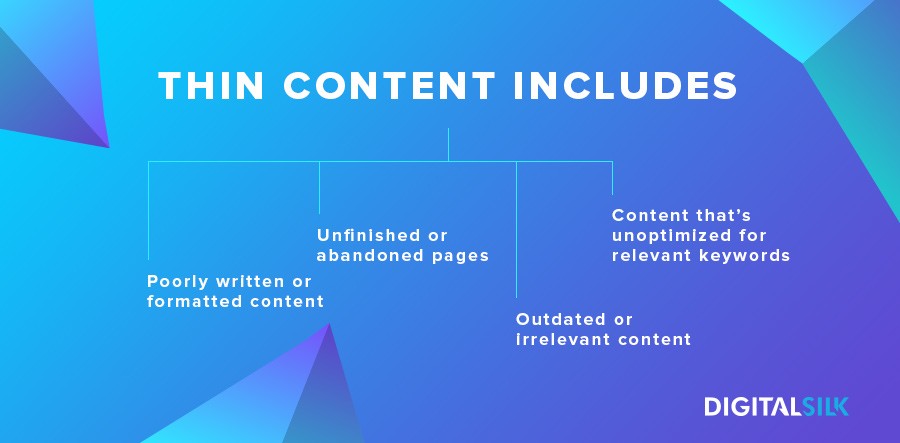 THIN CONTENT INCLUDES
Poorly written or
formatted content
Unfinished or
abandoned pages
Outdated or
irrelevant content
Content that's
unoptimized for
relevant keywords
DIGITALSILK